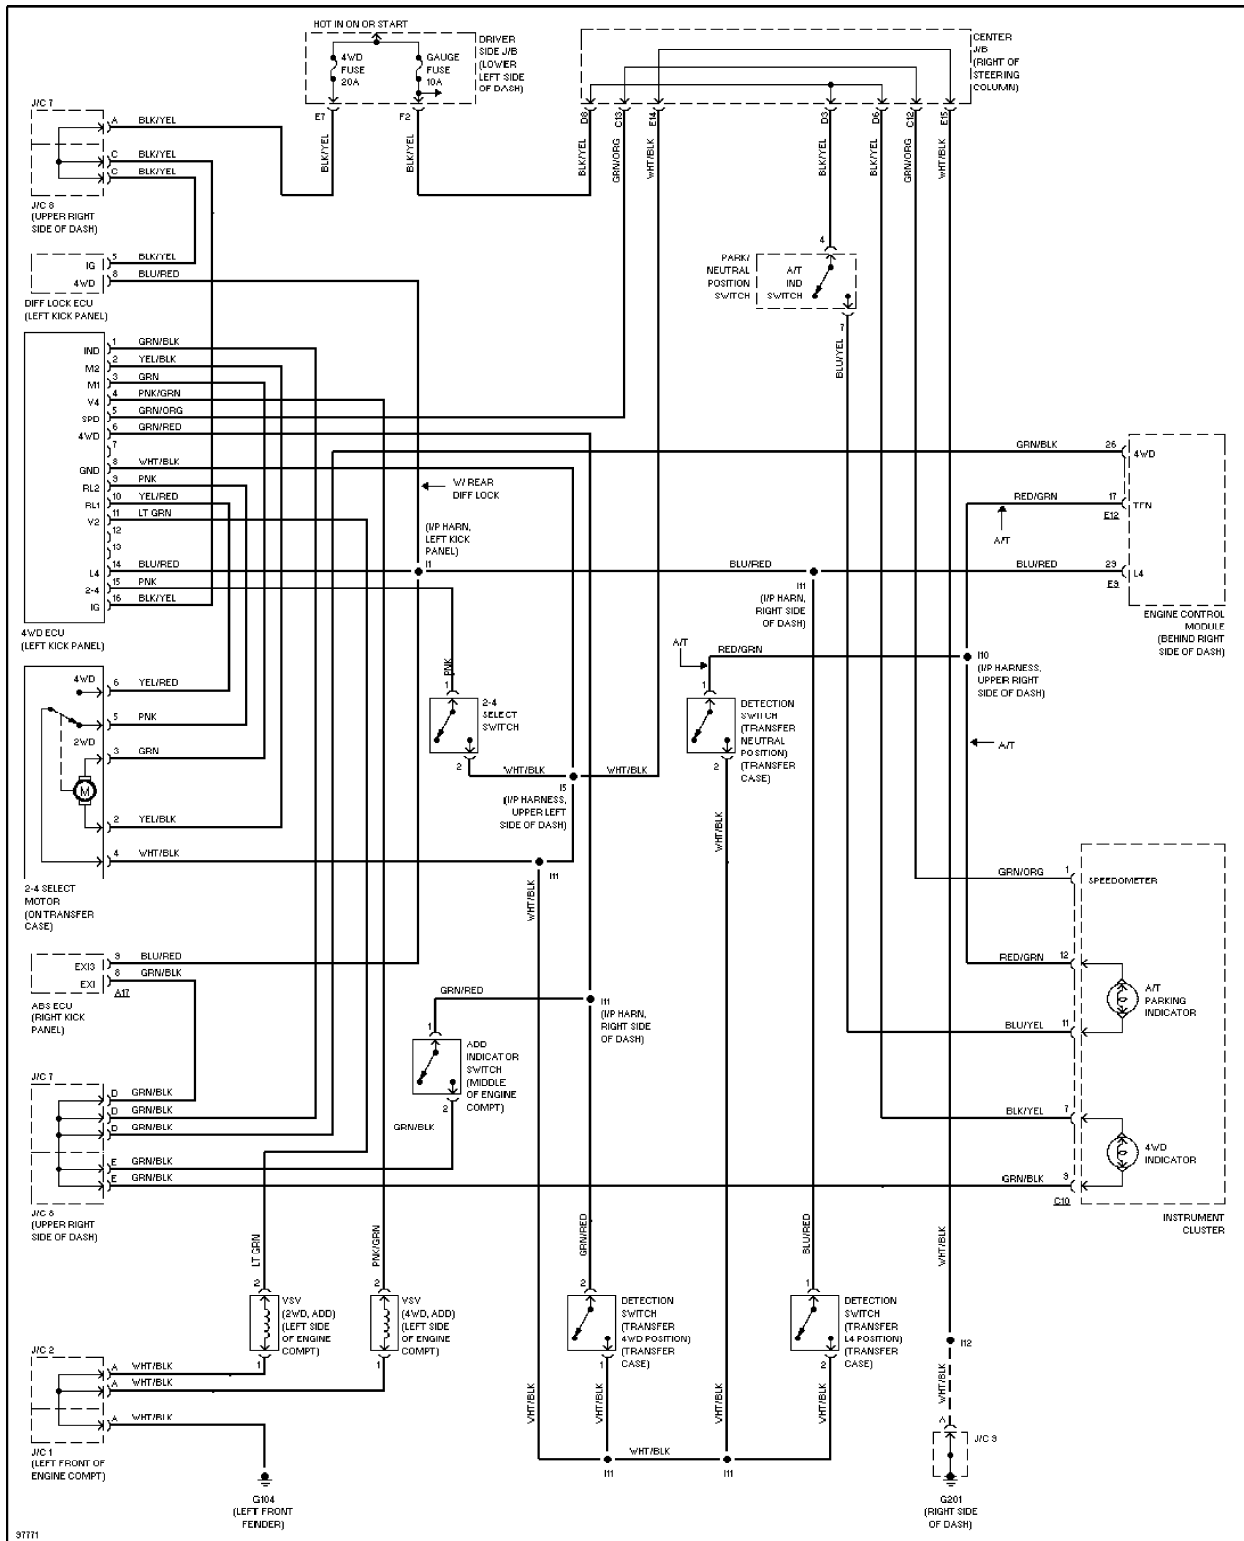 HOT IN ON OR START
4WD
FUSE
20A
GAUGE
FUSE
10A
DRIVER
SIDE J/B
(LOWER
LEFT SIDE
OF DASH)
CENTER
J/B
(RIGHT OF
STEERING
COLUMN)
E7
F2
D8
C13
E14
D3
D6
C12
E15
BLK/YEL
BLK/YEL
BLK/YEL
GRN/ORG
WHT/BLK
BLK/YEL
BLK/YEL
GRN/ORG
WHT/BLK
J/C 7
A BLK/YEL
C BLK/YEL
C BLK/YEL
J/C 8
(UPPER RIGHT
SIDE OF DASH)
IG 5 BLK/YEL
4WD 8 BLU/RED
DIFF LOCK ECU
(LEFT KICK PANEL)
PARK/
NEUTRAL
POSITION
SWITCH
4
A/T
IND
SWITCH
7
BLU/YEL
IND 1 GRN/BLK
M2 2 YEL/BLK
M1 3 GRN
V4 4 PNK/GRN
SPD 5 GRN/ORG
4WD 6 GRN/RED
7
GND 8 WHT/BLK
RL2 9 PNK
RL1 10 YEL/RED
V2 11 LT GRN
12
13
L4 14 BLU/RED
2-4 15 PNK
IG 16 BLK/YEL
4WD ECU
(LEFT KICK PANEL)
W/ REAR
DIFF LOCK
(I/P HARN,
LEFT KICK
PANEL)
I1
BLU/RED
I11
(I/P HARN,
RIGHT SIDE
OF DASH)
GRN/BLK 26 4WD
RED/GRN 17 TFN
E12
A/T
BLU/RED 29 L4
E9
ENGINE CONTROL
MODULE
(BEHIND RIGHT
SIDE OF DASH)
A/T
RED/GRN
I10
(I/P HARNESS,
UPPER RIGHT
SIDE OF DASH)
A/T
4WD 6 YEL/RED
5 PNK
2WD
3 GRN
M
2 YEL/BLK
4 WHT/BLK
2-4 SELECT
MOTOR
(ON TRANSFER
CASE)
PNK
1
2-4
SELECT
SWITCH
2
WHT/BLK
WHT/BLK
I5
(I/P HARNESS,
UPPER LEFT
SIDE OF DASH)
1
DETECTION
SWITCH
(TRANSFER
NEUTRAL
POSITION)
(TRANSFER
CASE)
2
WHT/BLK
I11
WHT/BLK
GRN/ORG 1 SPEEDOMETER
RED/GRN 12
A/T
PARKING
INDICATOR
BLU/YEL 11
BLK/YEL 7
4WD
INDICATOR
GRN/BLK 9
C10
INSTRUMENT
CLUSTER
EXI3 9 BLU/RED
EXI 8 GRN/BLK
A17
ABS ECU
(RIGHT KICK
PANEL)
GRN/RED
I11
(I/P HARN,
RIGHT SIDE
OF DASH)
1
ADD
INDICATOR
SWITCH
(MIDDLE
OF ENGINE
COMPT)
2
GRN/BLK
J/C 7
D GRN/BLK
D GRN/BLK
D GRN/BLK
E GRN/BLK
E GRN/BLK
J/C 8
(UPPER RIGHT
SIDE OF DASH)
LT GRN
PNK/GRN
GRN/RED
BLU/RED
WHT/BLK
2
VSV
(2WD, ADD)
(LEFT SIDE
OF ENGINE
COMPT)
1
2
VSV
(4WD, ADD)
(LEFT SIDE
OF ENGINE
COMPT)
1
2
DETECTION
SWITCH
(TRANSFER
4WD POSITION)
(TRANSFER
CASE)
1
1
DETECTION
SWITCH
(TRANSFER
L4 POSITION)
(TRANSFER
CASE)
2
I12
J/C 2
A WHT/BLK
A WHT/BLK
A WHT/BLK
J/C 1
(LEFT FRONT OF
ENGINE COMPT)
WHT/BLK
WHT/BLK
WHT/BLK
WHT/BLK
WHT/BLK
I11
I11
A
J/C 9
G104
(LEFT FRONT
FENDER)
G201
(RIGHT SIDE
OF DASH)
97771